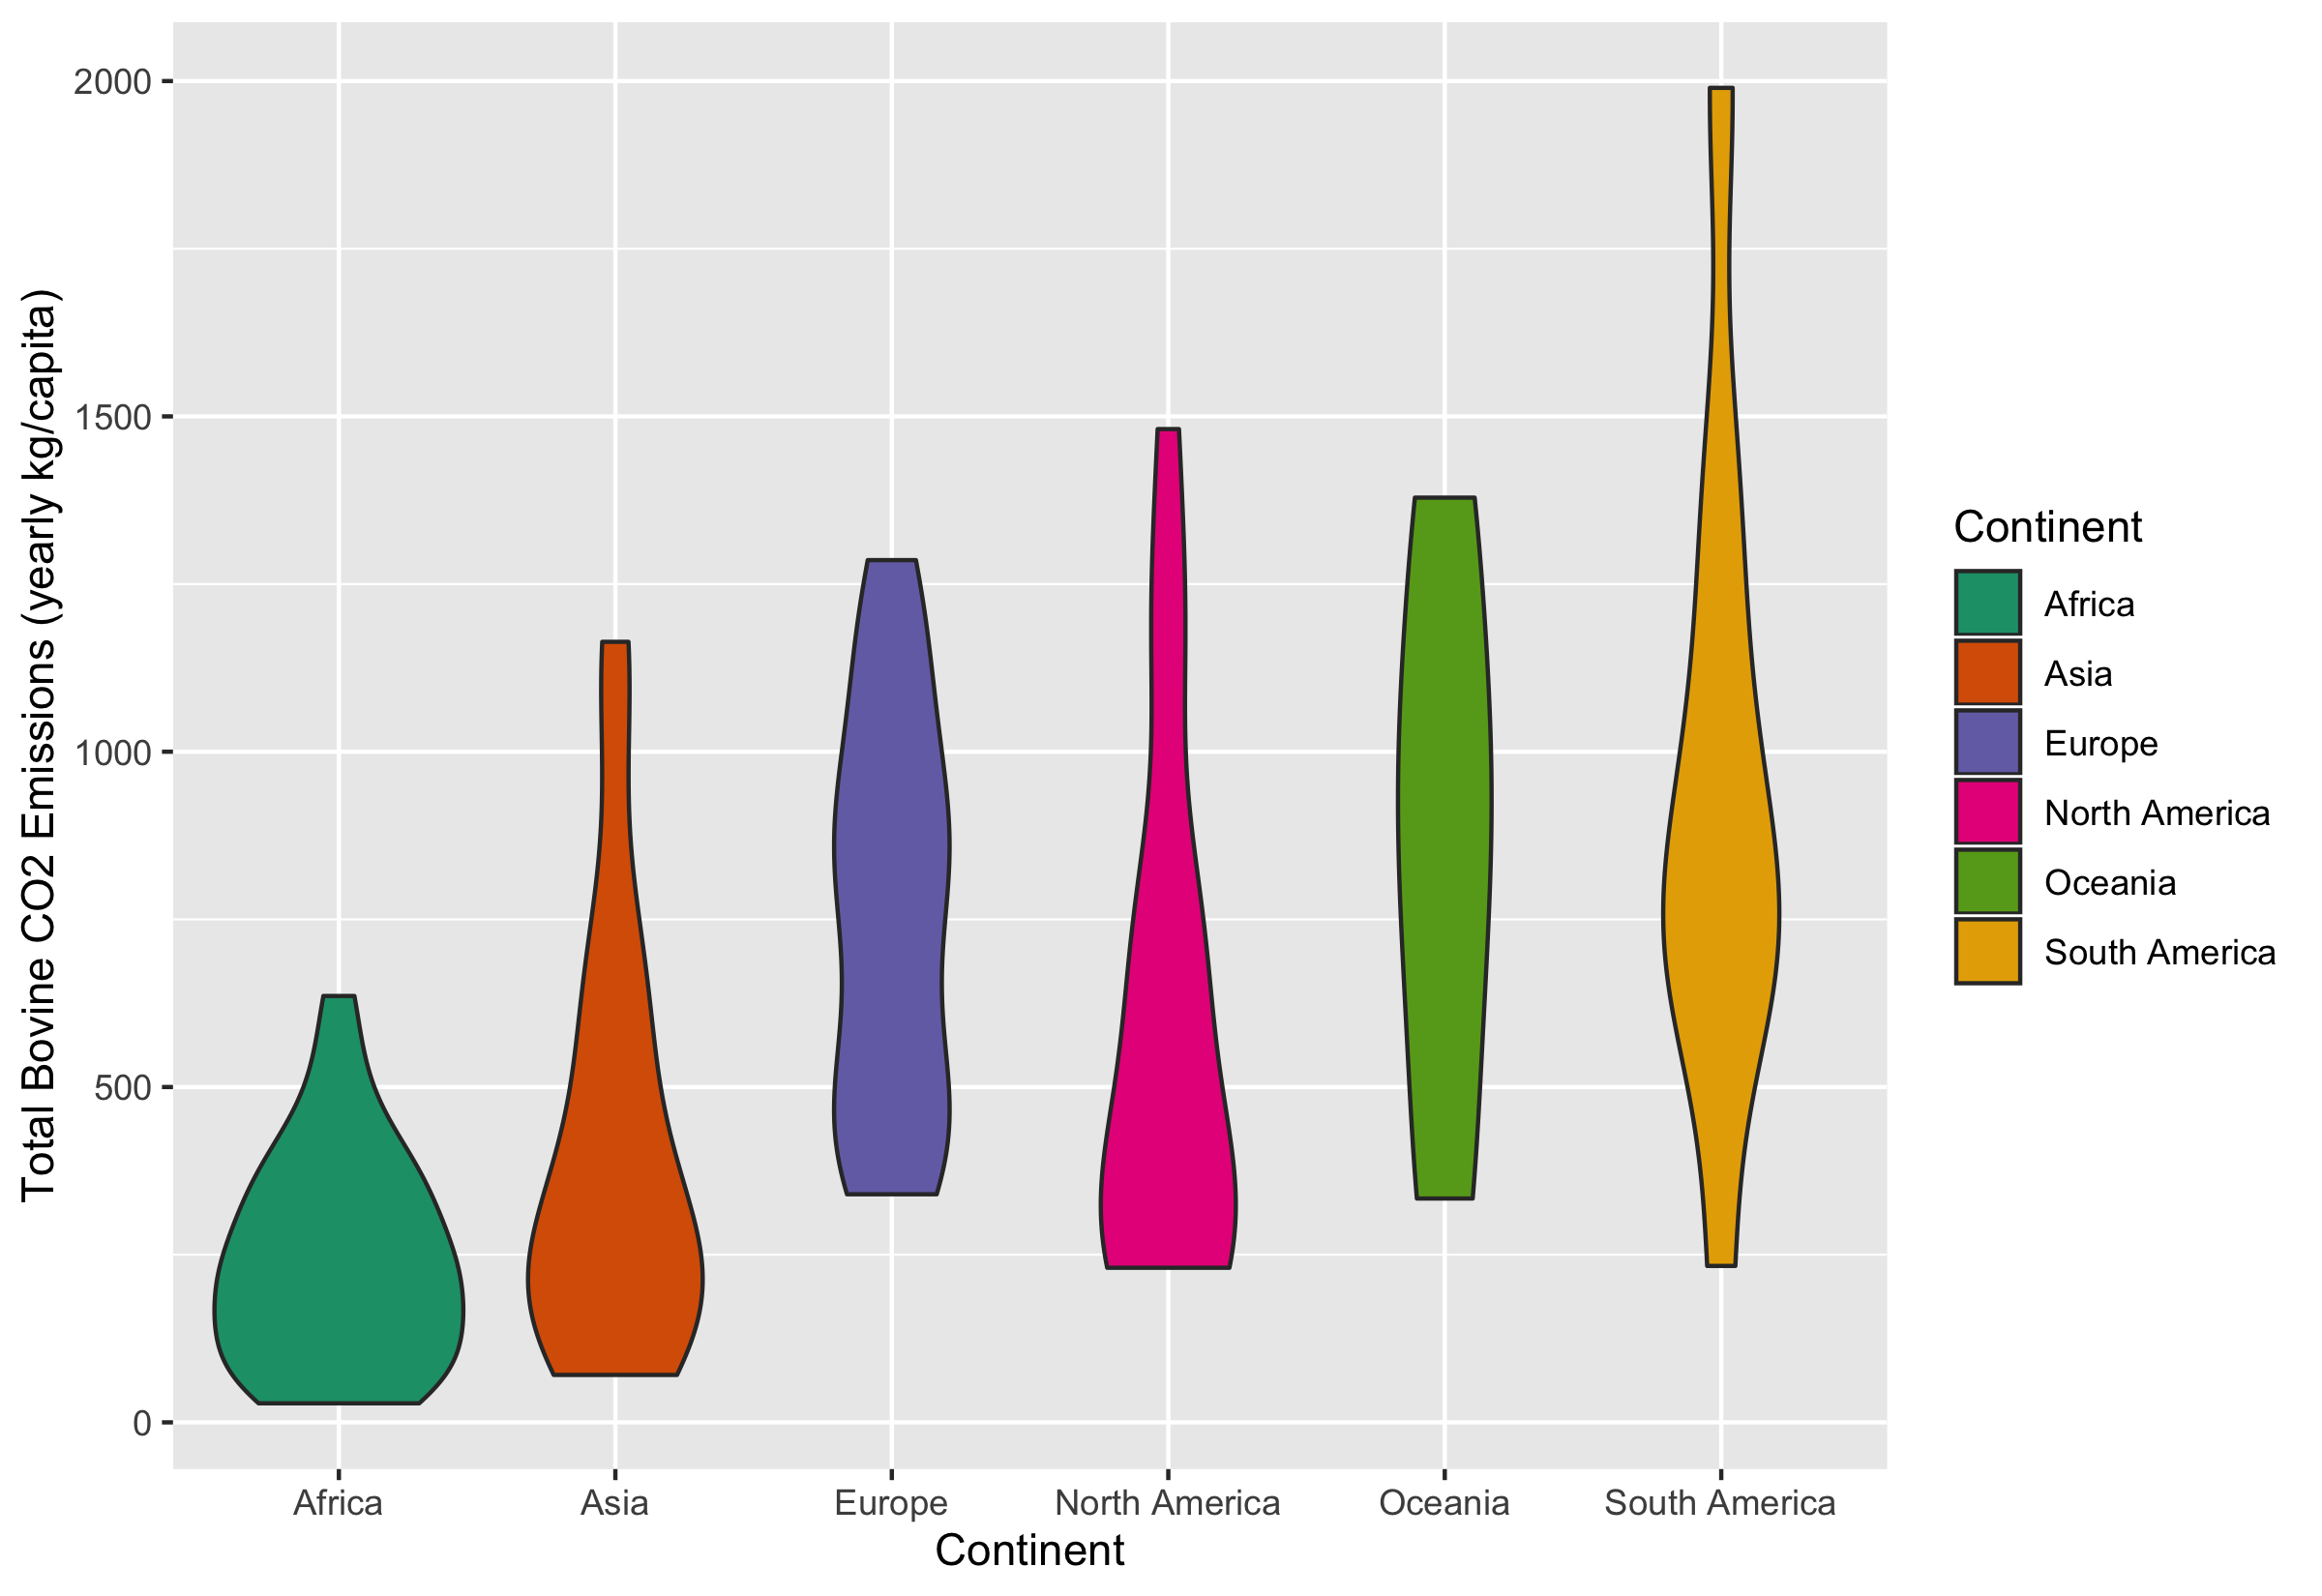 Total Bovine CO2 Emissions (yearly kg/capita)
2000
1500
1000
500
0
Africa
Asia
Europe
North America
Oceania
South America
Continent
Continent
Africa
Asia
Europe
North America
Oceania
South America